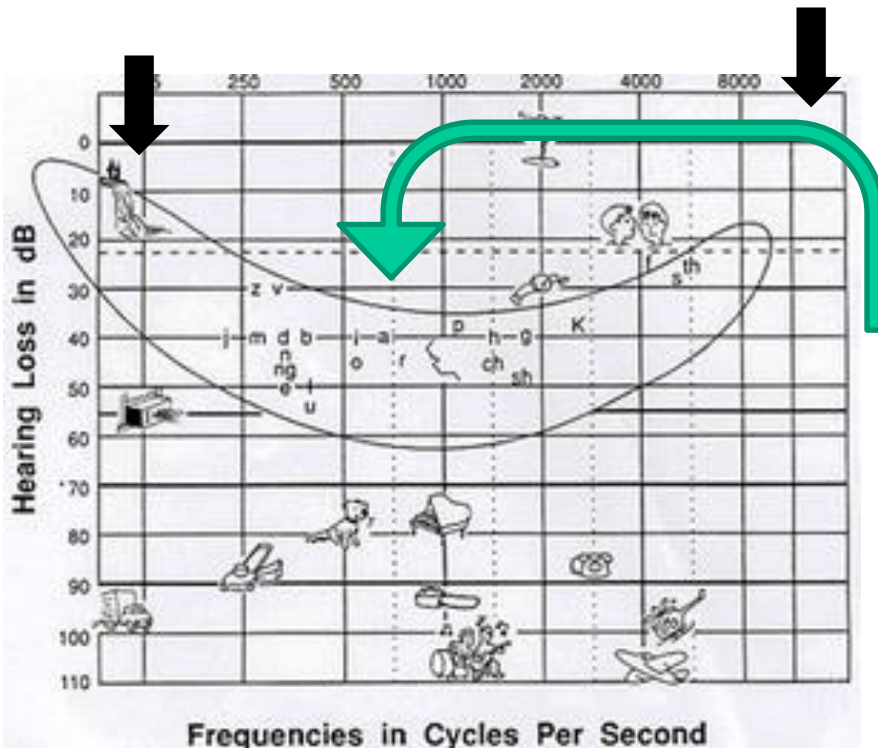 5 250 500 1000 2000 4000 8000
0
10
th
20
s
f
30
z v
p K
40
j m d b i a h g
n o r ch
ng sh
50
e l
u
60
70
80
90
100
110
Hearing Loss in dB
Frequencies in Cycles Per Second